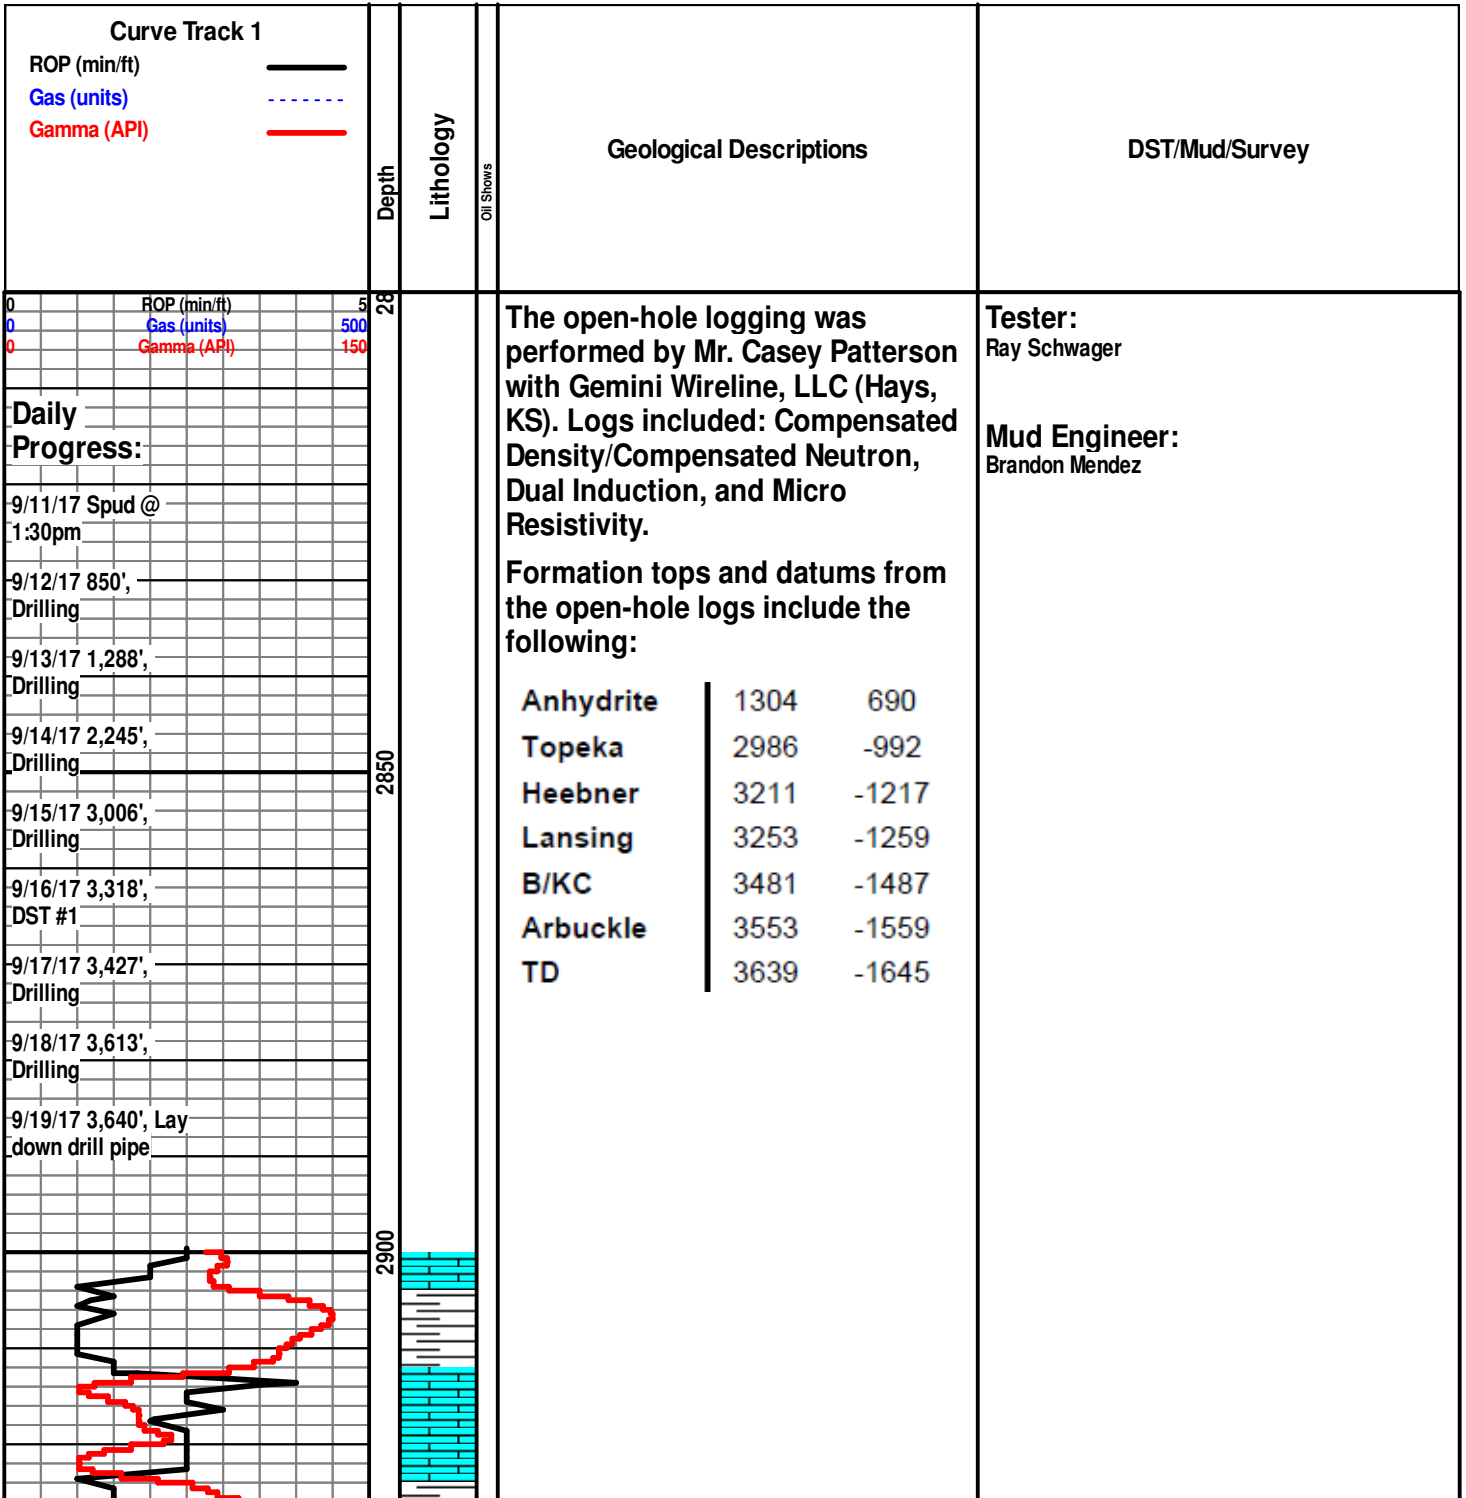 Curve Track 1
ROP (min/ft)
Gas (units)
Gamma (API)
Depth
Lithology
Oil Shows
Geological Descriptions
DST/Mud/Survey
0 ROP (min/ft) 5
0 Gas (units) 500
0 Gamma (API) 150
28
Daily
Progress:
9/11/17 Spud @
1:30pm
9/12/17 850',
Drilling
9/13/17 1,288',
Drilling
9/14/17 2,245',
Drilling
9/15/17 3,006',
Drilling
9/16/17 3,318',
DST #1
9/17/17 3,427',
Drilling
9/18/17 3,613',
Drilling
9/19/17 3,640', Lay
down drill pipe
2850
2900
The open-hole logging was
performed by Mr. Casey Patterson
with Gemini Wireline, LLC (Hays,
KS). Logs included: Compensated
Density/Compensated Neutron,
Dual Induction, and Micro
Resistivity.
Formation tops and datums from
the open-hole logs include the
following:
Anhydrite 1304 690
Topeka 2986 -992
Heebner 3211 -1217
Lansing 3253 -1259
B/KC 3481 -1487
Arbuckle 3553 -1559
TD 3639 -1645
Tester:
Ray Schwager
Mud Engineer:
Brandon Mendez